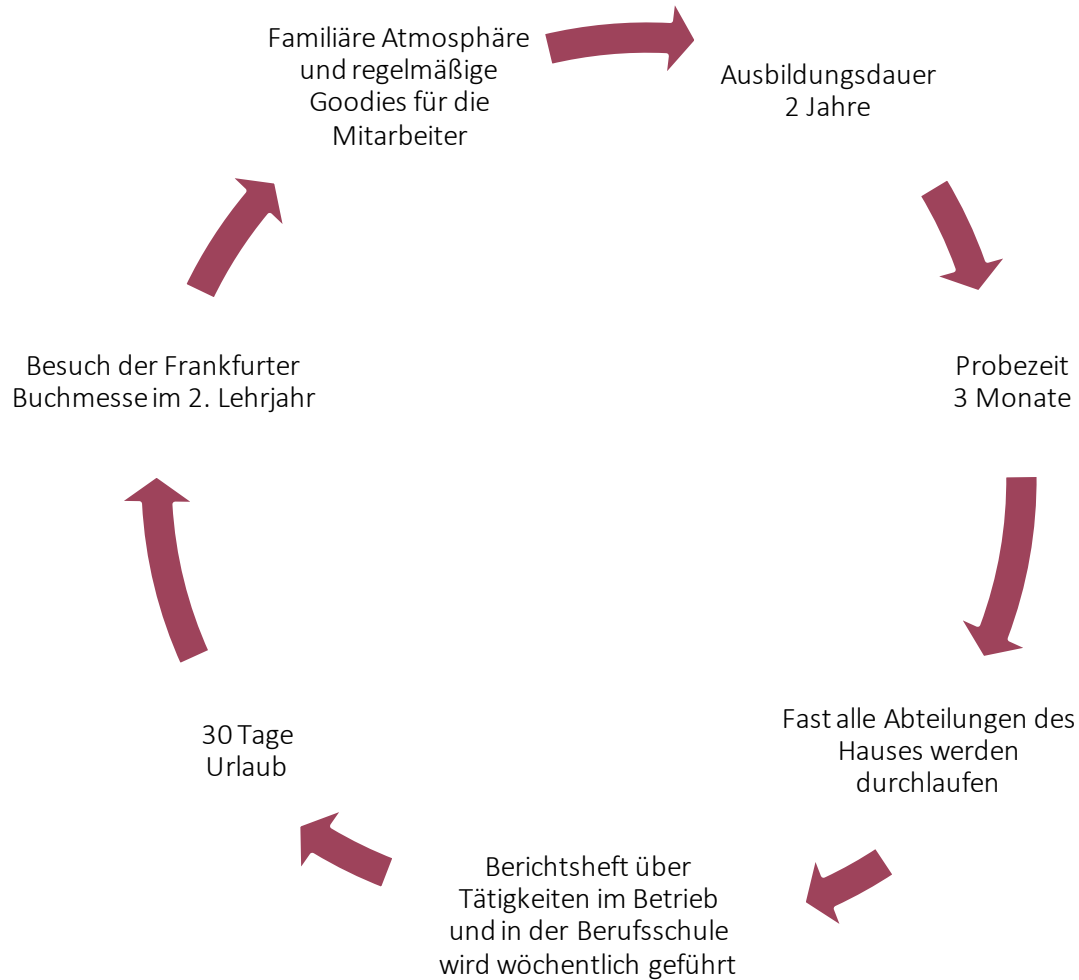 Familiäre Atmosphäre
und regelmäßige
Goodies für die
Mitarbeiter
Ausbildungsdauer
2 Jahre
Probezeit
3 Monate
Fast alle Abteilungen des
Hauses werden
durchlaufen
Berichtsheft über
Tätigkeiten im Betrieb
und in der Berufsschule
wird wöchentlich geführt
30 Tage
Urlaub
Besuch der Frankfurter
Buchmesse im 2. Lehrjahr